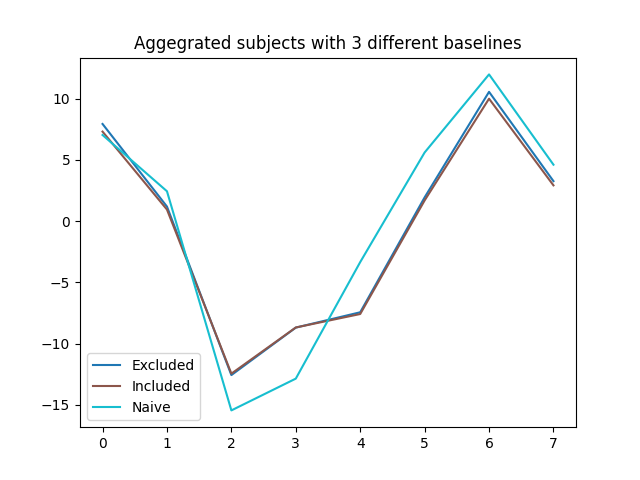 Aggegrated subjects with 3 different baselines
10
5
0
−5
−10
−15
Excluded
Included
Naive
0 1 2 3 4 5 6 7